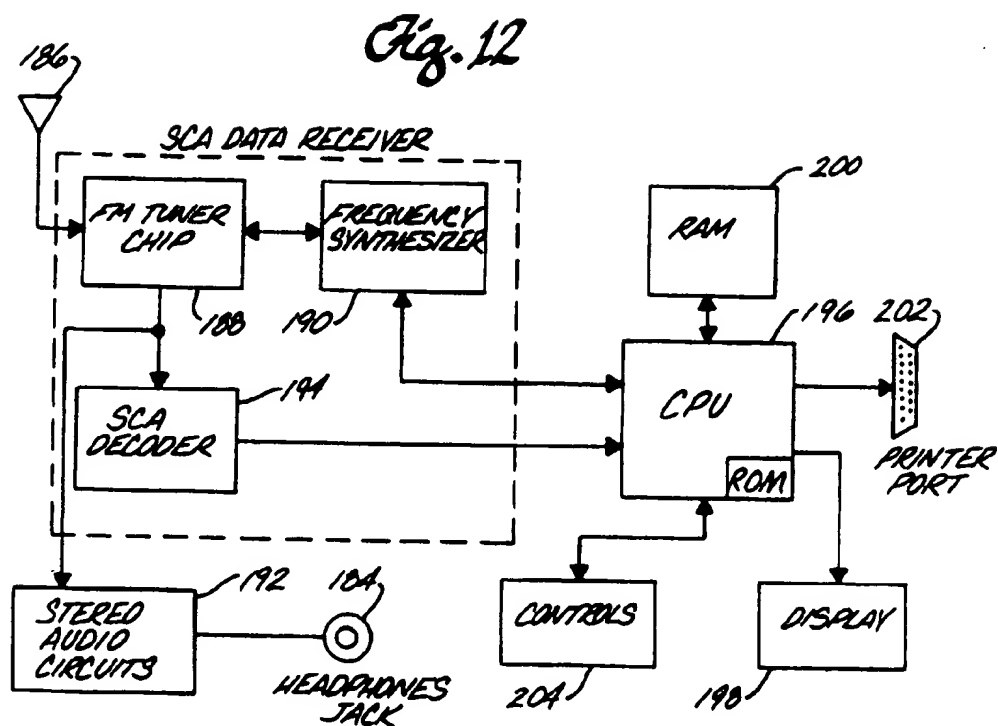 Fig. 12
186
SCA DATA RECEIVER
FM TUNER
CHIP
FREQUENCY
SYNTHESIZER
188
190
200
RAM
196
202
CPU
ROM
PRINTER
PORT
194
SCA
DECODER
192
184
STEREO
AUDIO
CIRCUITS
HEADPHONES
JACK
CONTROLS
204
DISPLAY
198